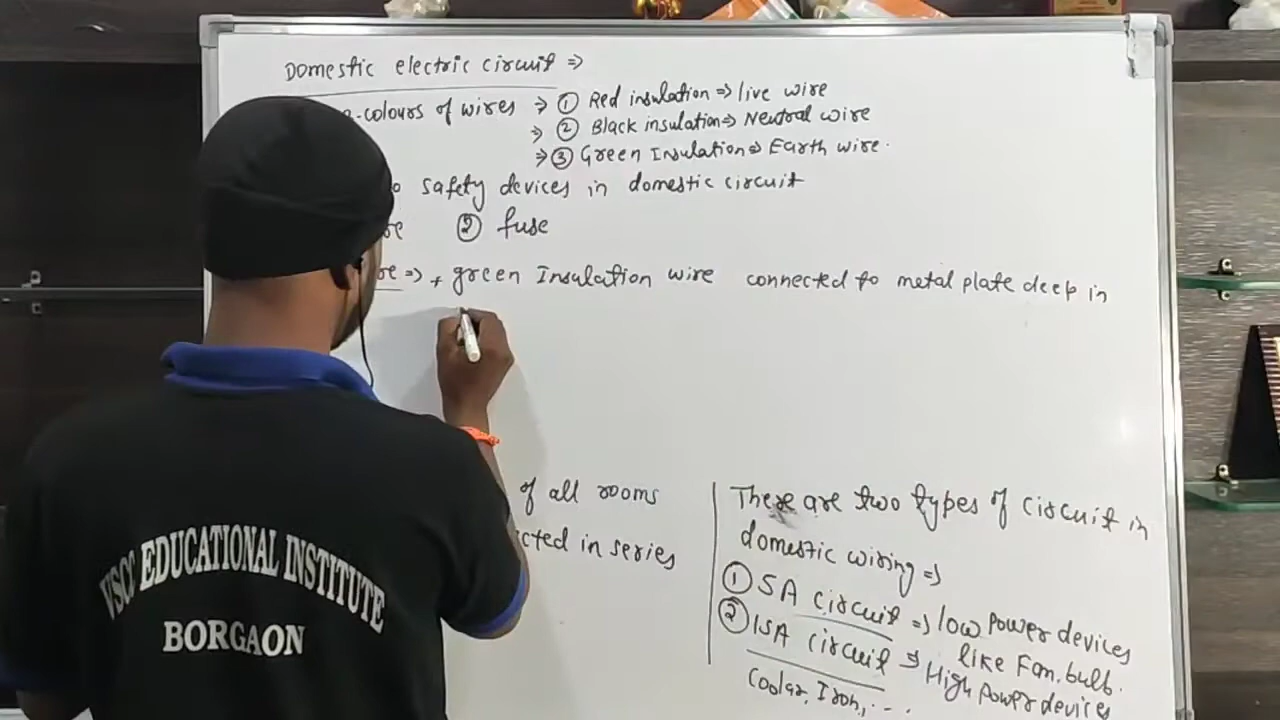 Domestic electric circuit ⇒
colours of wires ⇒ ① Red insulation ⇒ live wire
⇒ ② Black insulation ⇒ Neutral wire
⇒ ③ Green Insulation ⇒ Earth wire.
safety devices in domestic circuit
② fuse
⇒ + green Insulation wire connected to metal plate deep in
of all rooms
in series
There are two types of circuit in
domestic wiring ⇒
① 5A circuit ⇒ low power devices
like Fan, bulb.
② 15A circuit ⇒ High power devices
Coolar, Iron, ....
EDUCATIONAL INSTITUTE
BORGAON